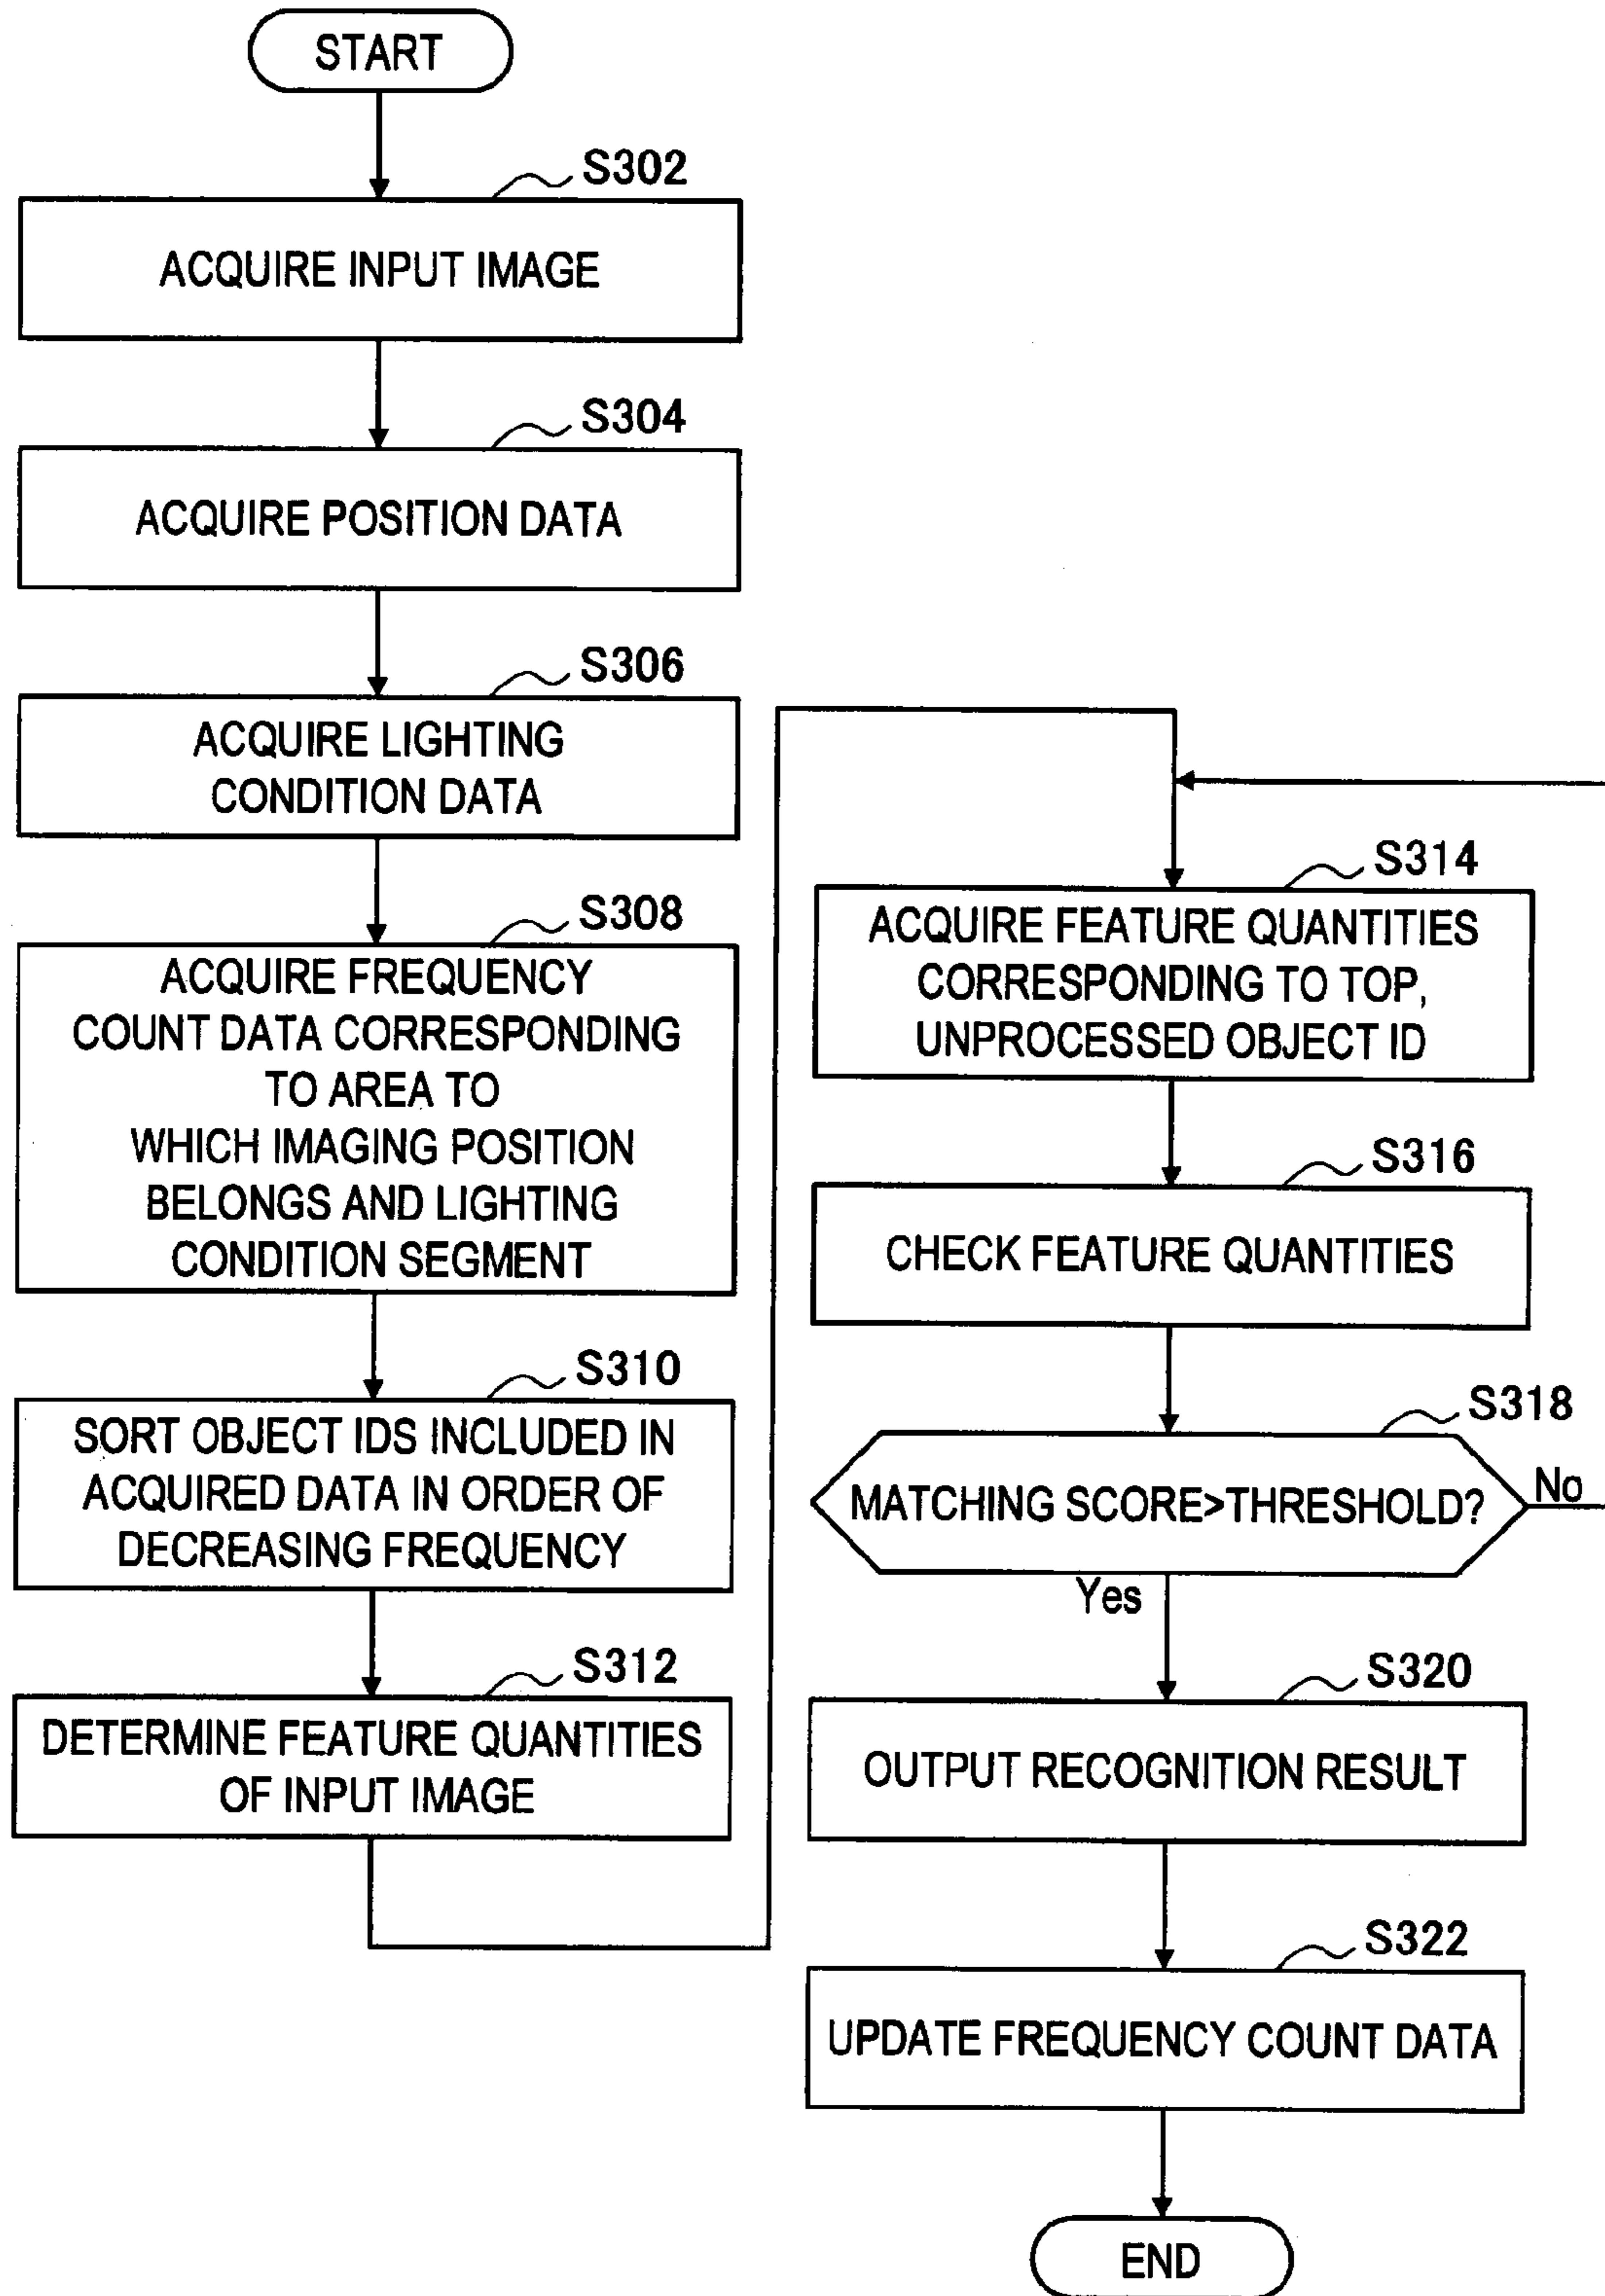 START
S302
ACQUIRE INPUT IMAGE
S304
ACQUIRE POSITION DATA
S306
ACQUIRE LIGHTING
CONDITION DATA
S308
ACQUIRE FREQUENCY
COUNT DATA CORRESPONDING
TO AREA TO
WHICH IMAGING POSITION
BELONGS AND LIGHTING
CONDITION SEGMENT
S310
SORT OBJECT IDS INCLUDED IN
ACQUIRED DATA IN ORDER OF
DECREASING FREQUENCY
S312
DETERMINE FEATURE QUANTITIES
OF INPUT IMAGE
S314
ACQUIRE FEATURE QUANTITIES
CORRESPONDING TO TOP,
UNPROCESSED OBJECT ID
S316
CHECK FEATURE QUANTITIES
S318
MATCHING SCORE>THRESHOLD?
No
Yes
S320
OUTPUT RECOGNITION RESULT
S322
UPDATE FREQUENCY COUNT DATA
END